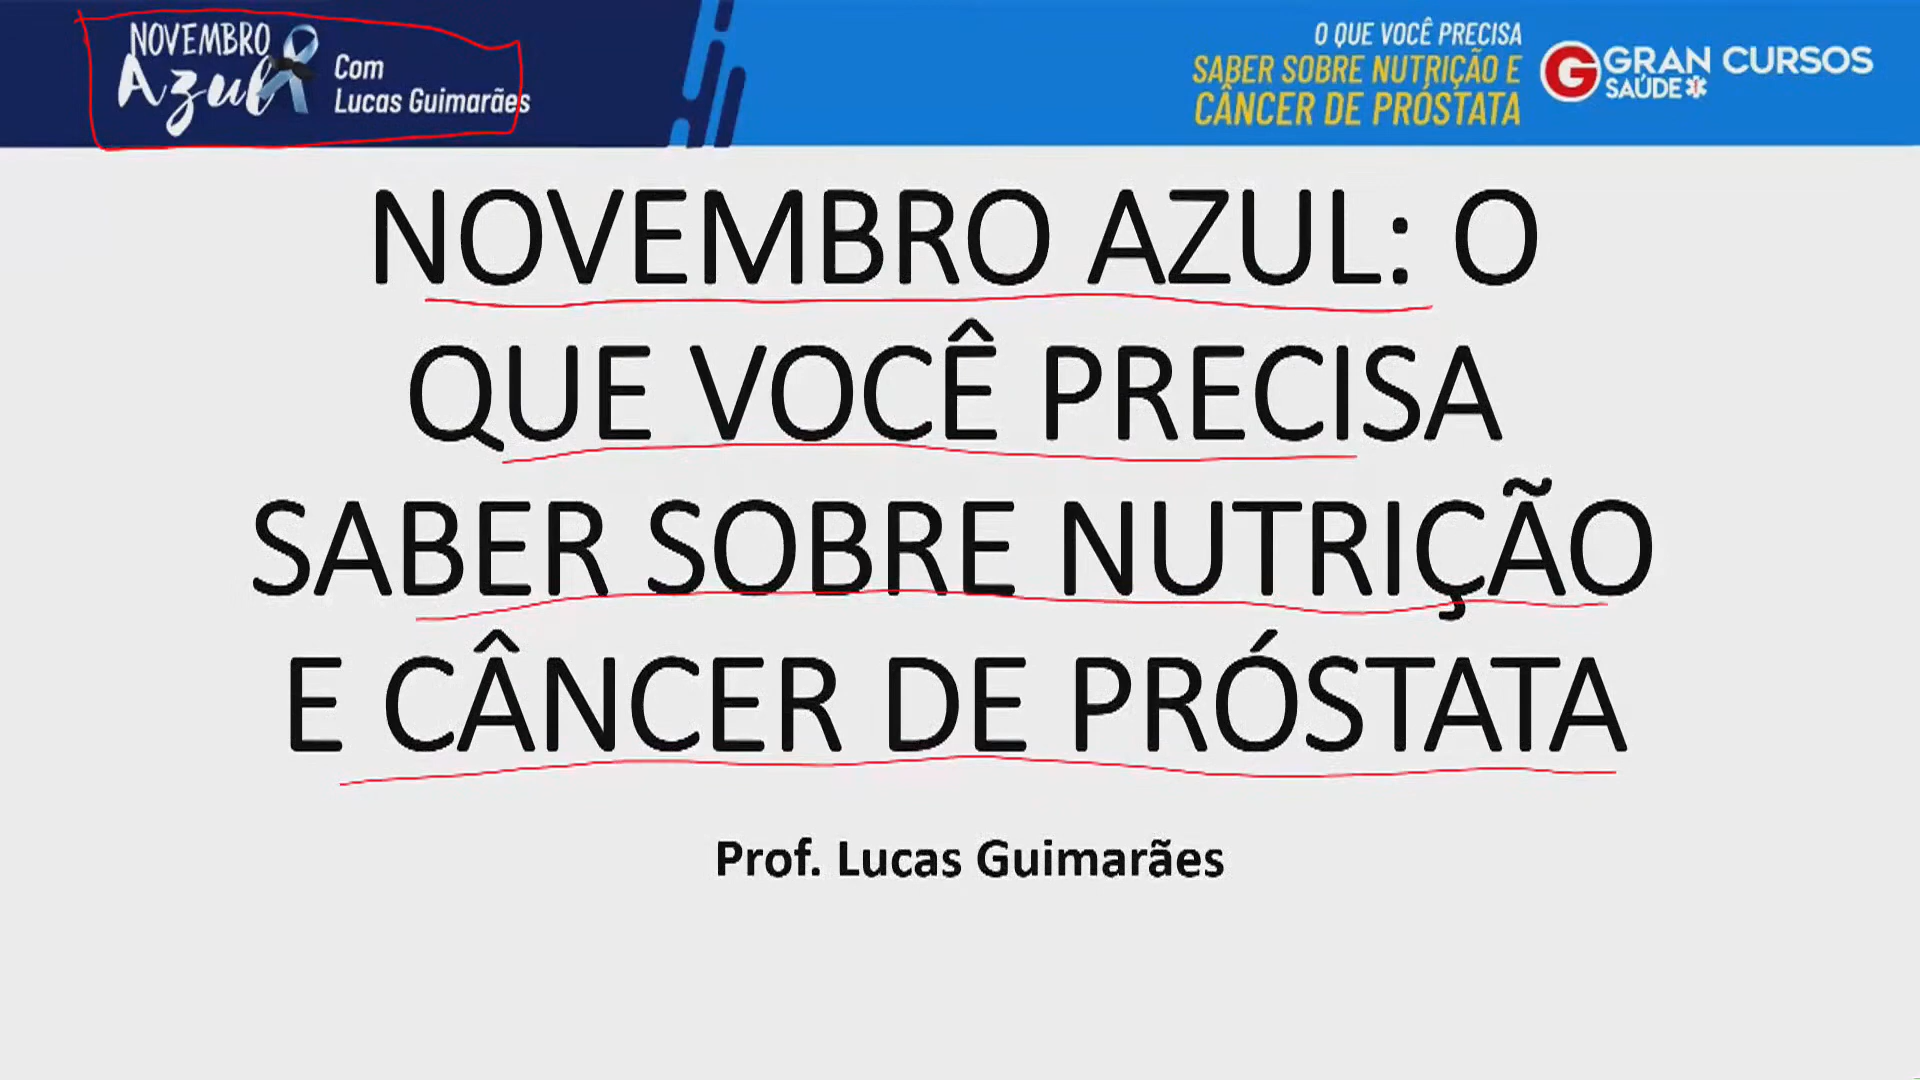 NOVEMBRO
Azul
Com
Lucas Guimarães
O QUE VOCÊ PRECISA
SABER SOBRE NUTRIÇÃO E
CÂNCER DE PRÓSTATA
G GRAN CURSOS
SAÚDE
NOVEMBRO AZUL: O
QUE VOCÊ PRECISA
SABER SOBRE NUTRIÇÃO
E CÂNCER DE PRÓSTATA
Prof. Lucas Guimarães